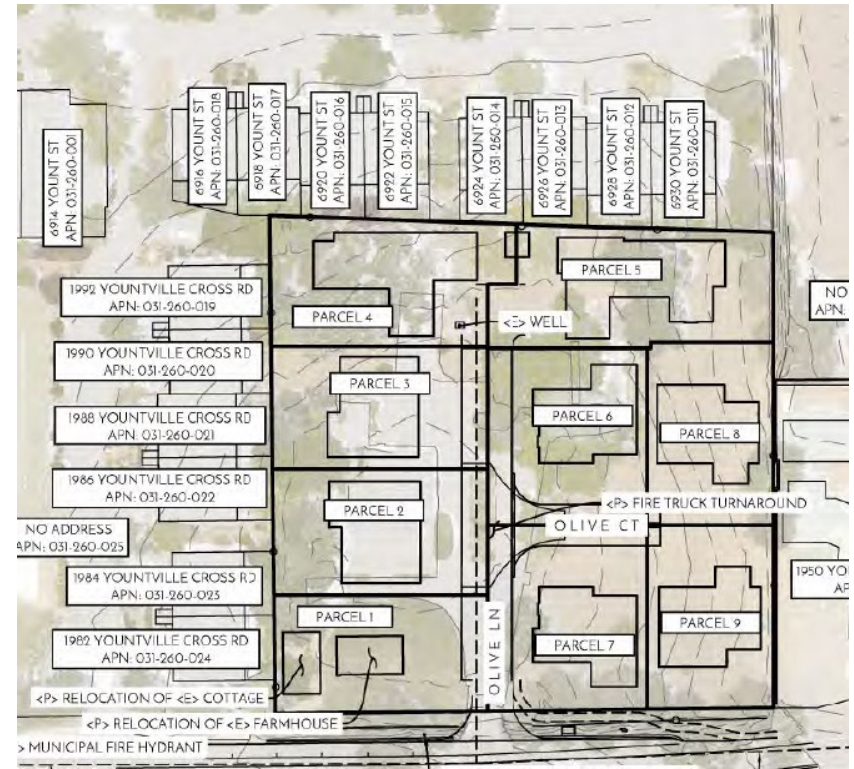 6914 YOUNT ST
APN: 031-260-001
6916 YOUNT ST
APN: 031-260-018
6918 YOUNT ST
APN: 031-260-017
6920 YOUNT ST
APN: 031-260-016
6922 YOUNT ST
APN: 031-260-015
6924 YOUNT ST
APN: 031-260-014
6926 YOUNT ST
APN: 031-260-013
6928 YOUNT ST
APN: 031-260-012
6930 YOUNT ST
APN: 031-260-011
1992 YOUNTVILLE CROSS RD
APN: 031-260-019
PARCEL 4
<E> WELL
PARCEL 5
NO
APN:
1990 YOUNTVILLE CROSS RD
APN: 031-260-020
PARCEL 3
1988 YOUNTVILLE CROSS RD
APN: 031-260-021
PARCEL 6
PARCEL 8
1986 YOUNTVILLE CROSS RD
APN: 031-260-022
PARCEL 2
<P> FIRE TRUCK TURNAROUND
OLIVE CT
NO ADDRESS
APN: 031-260-025
1984 YOUNTVILLE CROSS RD
APN: 031-260-023
1950 YO
AP
PARCEL 1
1982 YOUNTVILLE CROSS RD
APN: 031-260-024
OLIVE LN
PARCEL 7
PARCEL 9
<P> RELOCATION OF <E> COTTAGE
<P> RELOCATION OF <E> FARMHOUSE
> MUNICIPAL FIRE HYDRANT